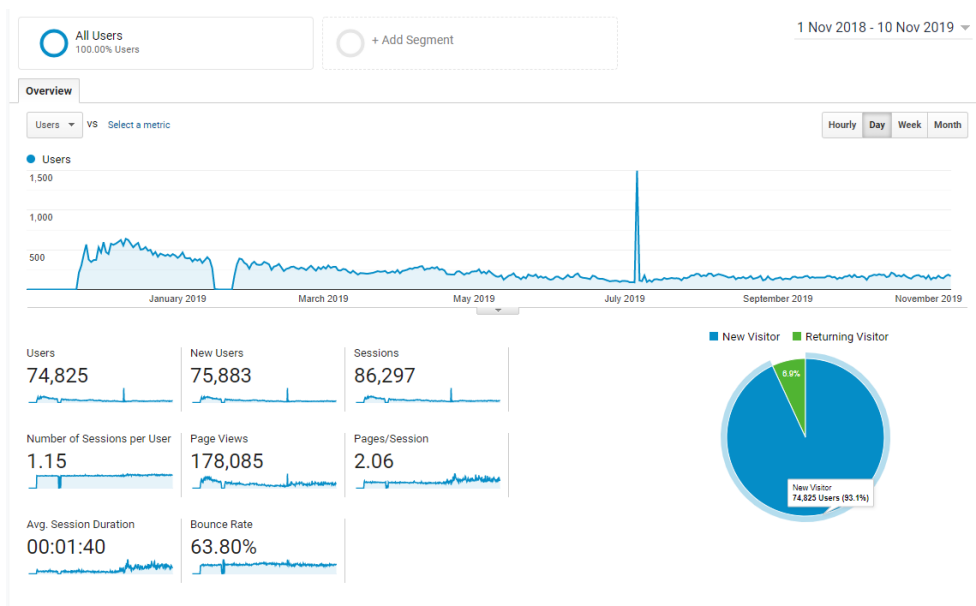 All Users
100.00% Users
+ Add Segment
1 Nov 2018 - 10 Nov 2019
Overview
Users VS Select a metric
Hourly Day Week Month
Users
1,500
1,000
500
January 2019 March 2019 May 2019 July 2019 September 2019 November 2019
New Visitor Returning Visitor
Users New Users Sessions
74,825 75,883 86,297
6.9%
Number of Sessions per User Page Views Pages/Session
1.15 178,085 2.06
New Visitor
74,825 Users (93.1%)
Avg. Session Duration Bounce Rate
00:01:40 63.80%